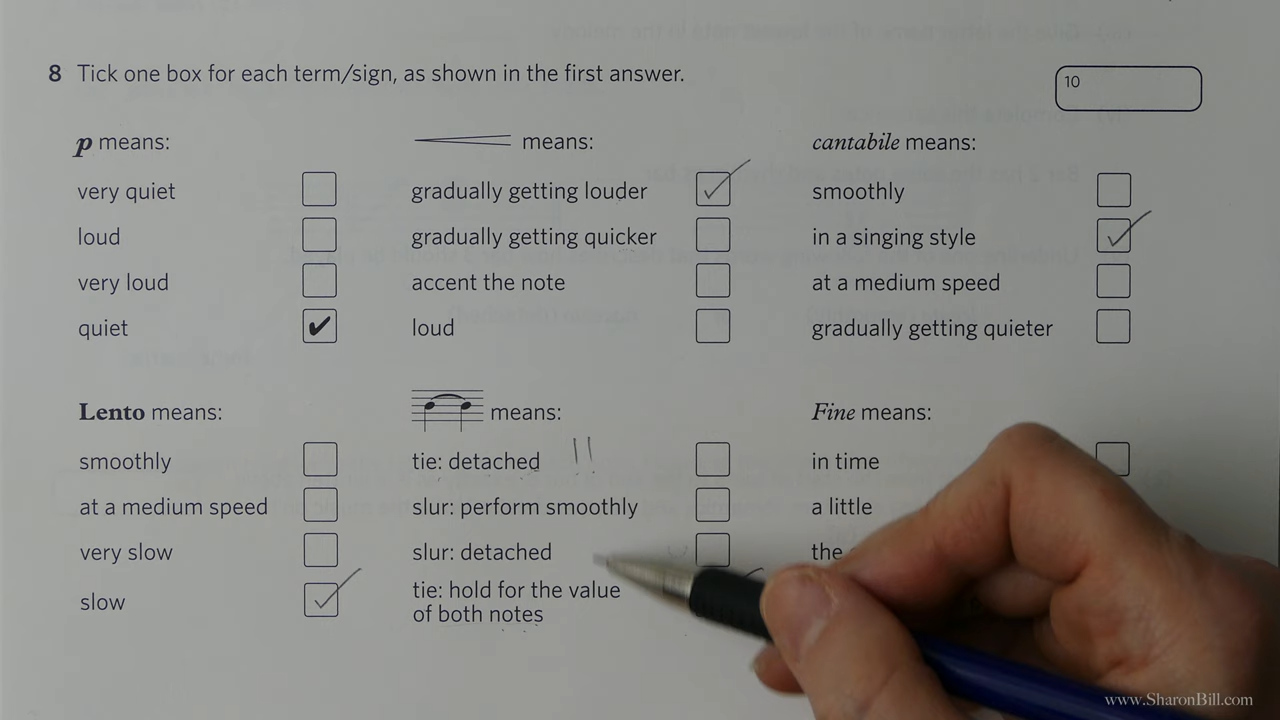 8 Tick one box for each term/sign, as shown in the first answer.
10
p means:
very quiet
loud
very loud
quiet
means:
gradually getting louder
gradually getting quicker
accent the note
loud
cantabile means:
smoothly
in a singing style
at a medium speed
gradually getting quieter
Lento means:
smoothly
at a medium speed
very slow
slow
means:
tie: detached
slur: perform smoothly
slur: detached
tie: hold for the value
of both notes
Fine means:
in time
a little
the
www.SharonBill.com